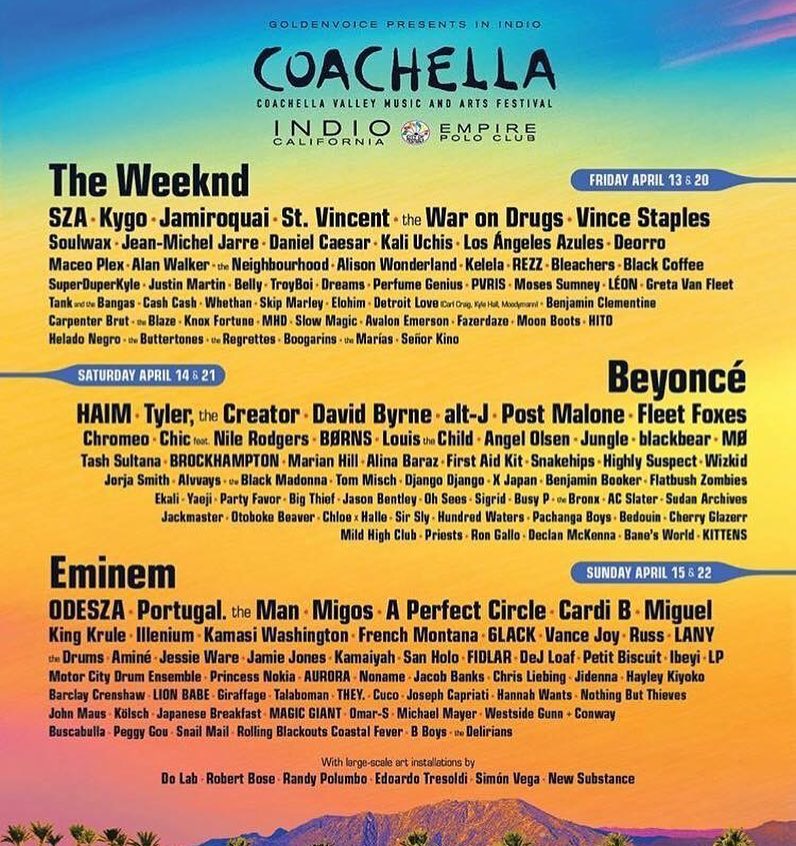 GOLDENVOICE PRESENTS IN INDIO
COACHELLA
COACHELLA VALLEY MUSIC AND ARTS FESTIVAL
INDIO EMPIRE
CALIFORNIA POLO CLUB
The Weeknd
FRIDAY APRIL 13 & 20
SZA • Kygo • Jamiroquai • St. Vincent • the War on Drugs • Vince Staples
Soulwax • Jean-Michel Jarre • Daniel Caesar • Kali Uchis • Los Ángeles Azules • Deorro
Maceo Plex • Alan Walker • the Neighbourhood • Alison Wonderland • Kelela • REZZ • Bleachers • Black Coffee
SuperDuperKyle • Justin Martin • Belly • TroyBoi • Dreams • Perfume Genius • PVRIS • Moses Sumney • LÉON • Greta Van Fleet
Tank and the Bangas • Cash Cash • Whethan • Skip Marley • Elohim • Detroit Love (Carl Craig, Kyle Hall, Moodymann) • Benjamin Clementine
Carpenter Brut • the Blaze • Knox Fortune • MHD • Slow Magic • Avalon Emerson • Fazerdaze • Moon Boots • HITO
Helado Negro • the Buttertones • the Regrettes • Boogarins • the Marías • Señor Kino
SATURDAY APRIL 14 & 21
Beyoncé
HAIM • Tyler, the Creator • David Byrne • alt-J • Post Malone • Fleet Foxes
Chromeo • Chic feat. Nile Rodgers • BØRNS • Louis the Child • Angel Olsen • Jungle • blackbear • MØ
Tash Sultana • BROCKHAMPTON • Marian Hill • Alina Baraz • First Aid Kit • Snakehips • Highly Suspect • Wizkid
Jorja Smith • Alvvays • the Black Madonna • Tom Misch • Django Django • X Japan • Benjamin Booker • Flatbush Zombies
Ekali • Yaeji • Party Favor • Big Thief • Jason Bentley • Oh Sees • Sigrid • Busy P • the Bronx • AC Slater • Sudan Archives
Jackmaster • Otoboke Beaver • Chloe x Halle • Sir Sly • Hundred Waters • Pachanga Boys • Bedouin • Cherry Glazerr
Mild High Club • Priests • Ron Gallo • Declan McKenna • Bane's World • KITTENS
Eminem
SUNDAY APRIL 15 & 22
ODESZA • Portugal. the Man • Migos • A Perfect Circle • Cardi B • Miguel
King Krule • Illenium • Kamasi Washington • French Montana • 6LACK • Vance Joy • Russ • LANY
the Drums • Aminé • Jessie Ware • Jamie Jones • Kamaiyah • San Holo • FIDLAR • DeJ Loaf • Petit Biscuit • Ibeyi • LP
Motor City Drum Ensemble • Princess Nokia • AURORA • Noname • Jacob Banks • Chris Liebing • Jidenna • Hayley Kiyoko
Barclay Crenshaw • LION BABE • Giraffage • Talaboman • THEY. • Cuco • Joseph Capriati • Hannah Wants • Nothing But Thieves
John Maus • Kölsch • Japanese Breakfast • MAGIC GIANT • Omar-S • Michael Mayer • Westside Gunn + Conway
Buscabulla • Peggy Gou • Snail Mail • Rolling Blackouts Coastal Fever • B Boys • the Delirians
With large-scale art installations by
Do Lab • Robert Bose • Randy Polumbo • Edoardo Tresoldi • Simón Vega • New Substance